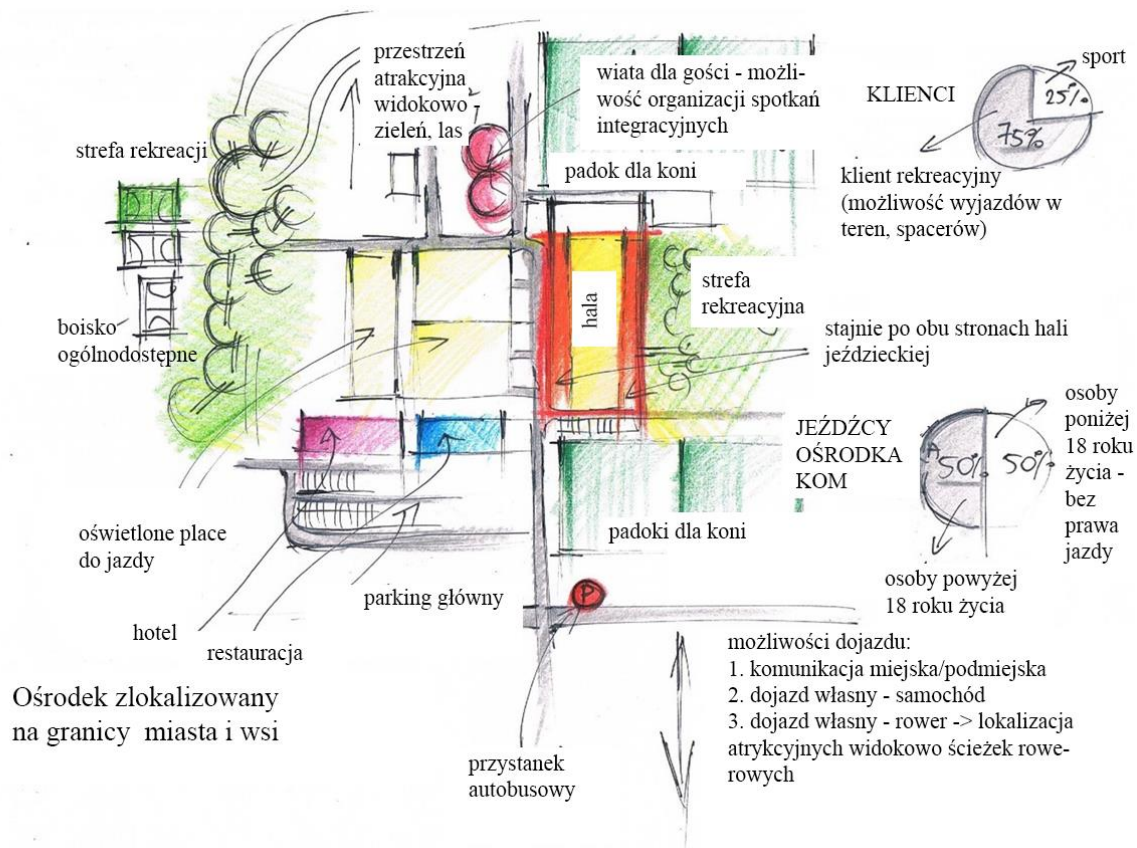 przestrzeń
atrakcyjna
widokowo
zieleń, las
wiata dla gości - możli-
wość organizacji spotkań
integracyjnych
sport
KLIENCI
25%
75%
strefa rekreacji
padok dla koni
klient rekreacyjny
(możliwość wyjazdów w
teren, spacerów)
hala
strefa
rekreacyjna
boisko
ogólnodostępne
stajnie po obu stronach hali
jeździeckiej
JEŹDŹCY
OŚRODKA
KOM
50%
50%
osoby
poniżej
18 roku
życia -
bez
prawa
jazdy
oświetlone place
do jazdy
padoki dla koni
osoby powyżej
18 roku życia
parking główny
P
hotel
restauracja
możliwości dojazdu:
1. komunikacja miejska/podmiejska
2. dojazd własny - samochód
3. dojazd własny - rower -> lokalizacja
atrykcyjnych widokowo ścieżek rowe-
rowych
Ośrodek zlokalizowany
na granicy miasta i wsi
przystanek
autobusowy